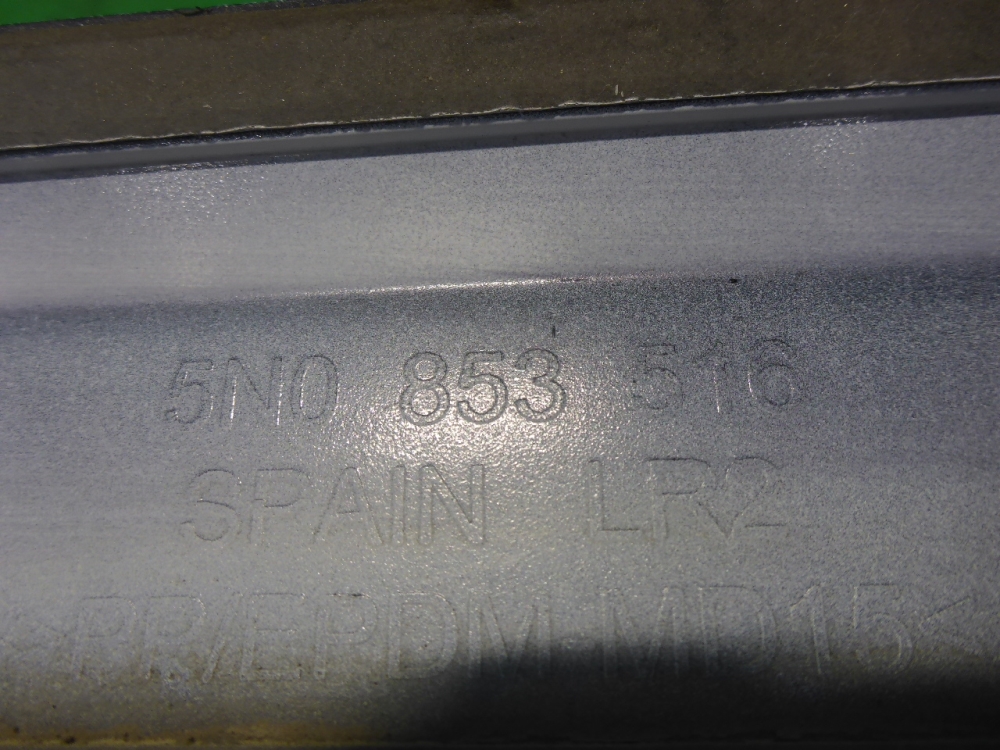 5N0 853 516
SPAIN LR2
>PP/EPDM-MD15<